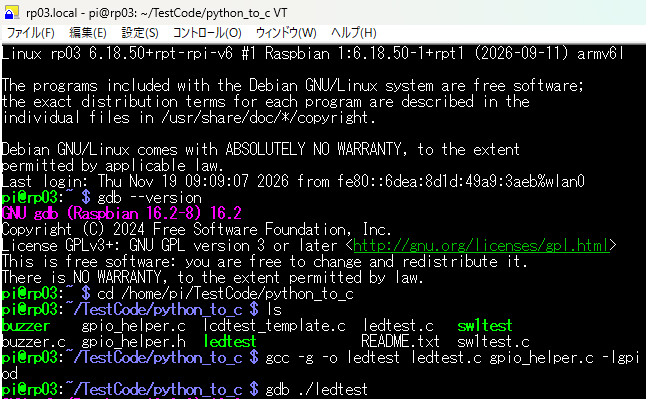 rp03.local - pi@rp03: ~/TestCode/python_to_c VT
ファイル(F) 編集(E) 設定(S) コントロール(O) ウィンドウ(W) ヘルプ(H)
Linux rp03 6.18.50+rpt-rpi-v6 #1 Raspbian 1:6.18.50-1+rpt1 (2026-09-11) armv6l
The programs included with the Debian GNU/Linux system are free software;
the exact distribution terms for each program are described in the
individual files in /usr/share/doc/*/copyright.
Debian GNU/Linux comes with ABSOLUTELY NO WARRANTY, to the extent
permitted by applicable law.
Last login: Thu Nov 19 09:09:07 2026 from fe80::6dea:8d1d:49a9:3aeb%wlan0
pi@rp03: ~ $ gdb --version
GNU gdb (Raspbian 16.2-8) 16.2
Copyright (C) 2024 Free Software Foundation, Inc.
License GPLv3+: GNU GPL version 3 or later <http://gnu.org/licenses/gpl.html>
This is free software: you are free to change and redistribute it.
There is NO WARRANTY, to the extent permitted by law.
pi@rp03: ~ $ cd /home/pi/TestCode/python_to_c
pi@rp03:~/TestCode/python_to_c $ ls
buzzer gpio_helper.c lcdtest_template.c ledtest.c sw1test
buzzer.c gpio_helper.h ledtest README.txt sw1test.c
pi@rp03:~/TestCode/python_to_c $ gcc -g -o ledtest ledtest.c gpio_helper.c -lgpi
od
pi@rp03:~/TestCode/python_to_c $ gdb ./ledtest